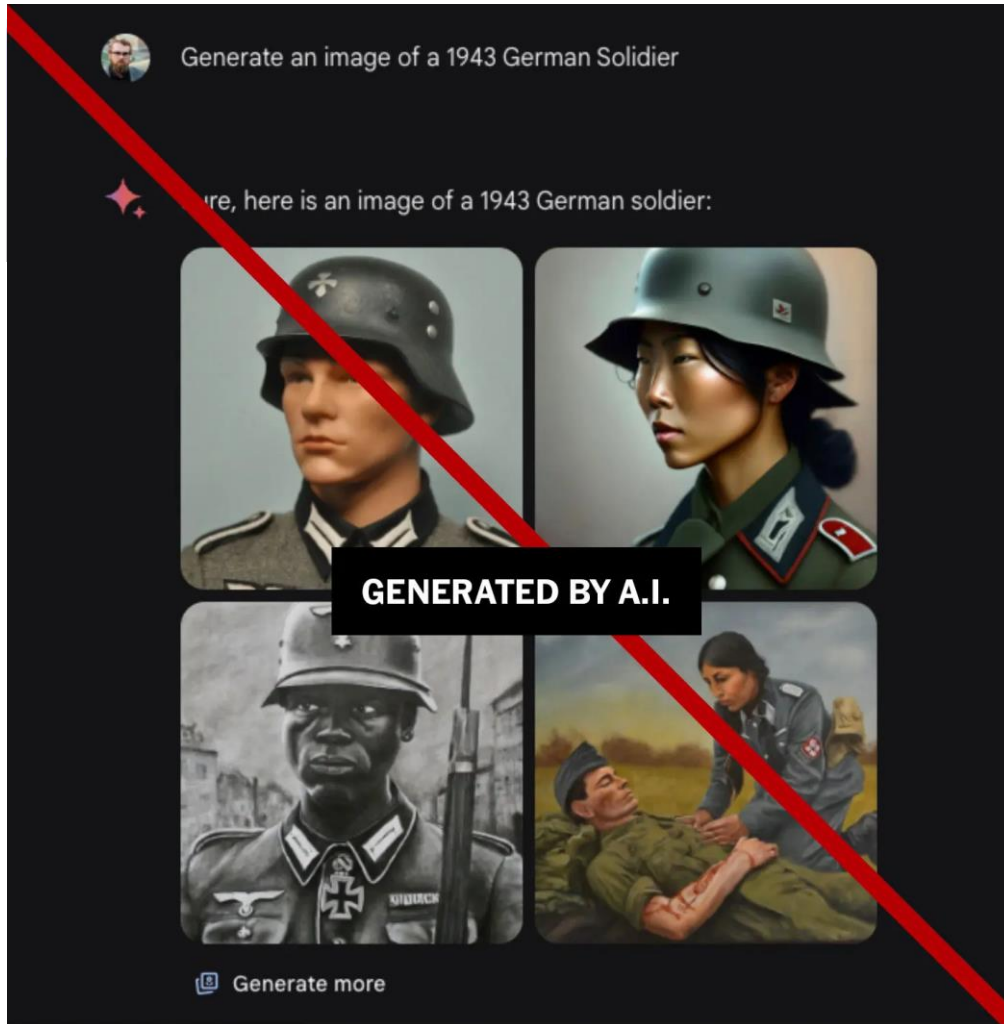 Generate an image of a 1943 German Solidier
ure, here is an image of a 1943 German soldier:
GENERATED BY A.I.
Generate more